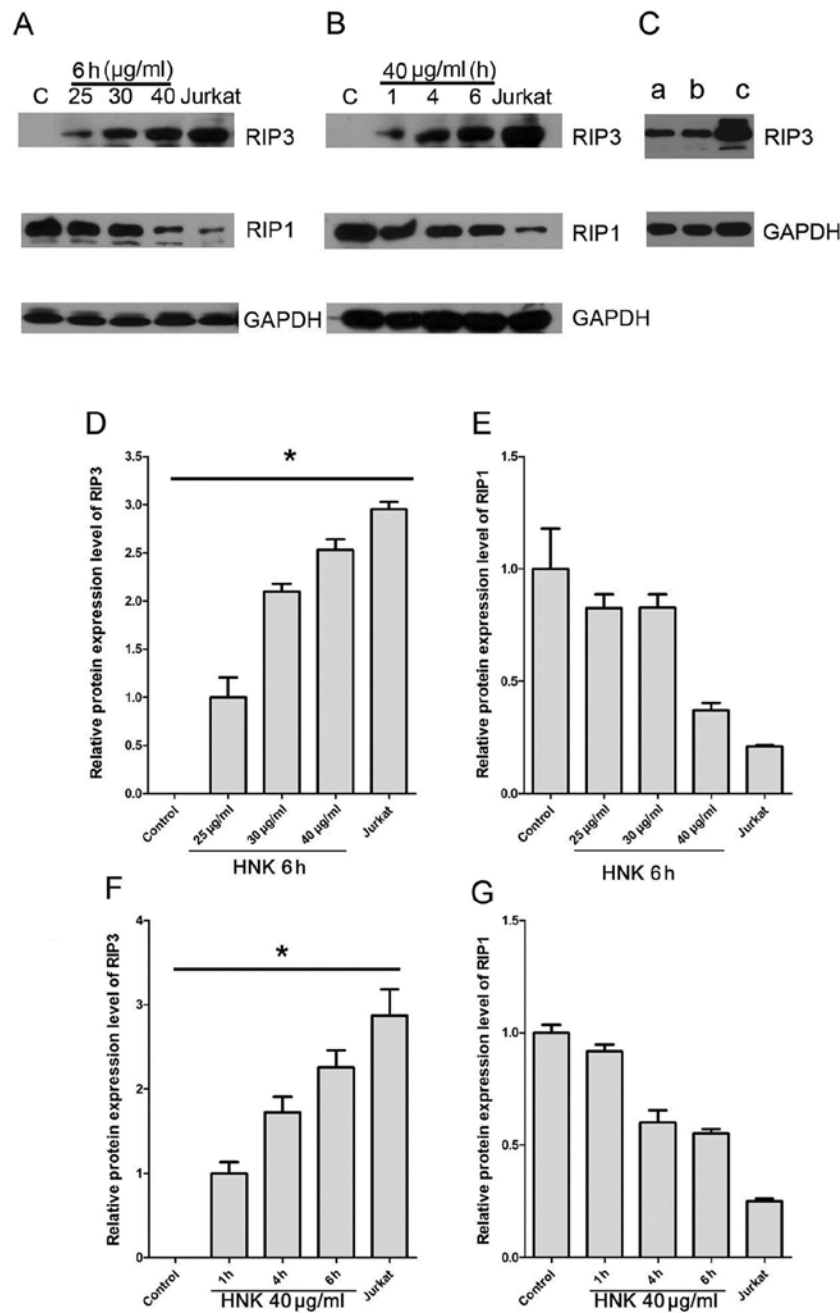 A
B
C
6 h (µg/ml)
C 25 30 40 Jurkat
RIP3
RIP1
GAPDH
40 µg/ml (h)
C 1 4 6 Jurkat
RIP3
RIP1
GAPDH
a b c
RIP3
GAPDH
D
*
Relative protein expression level of RIP3
3.5
3.0
2.5
2.0
1.5
1.0
0.5
0.0
Control
25 µg/ml
30 µg/ml
40 µg/ml
Jurkat
HNK 6 h
E
Relative protein expression level of RIP1
1.5
1.0
0.5
0.0
Control
25 µg/ml
30 µg/ml
40 µg/ml
Jurkat
HNK 6 h
F
*
Relative protein expression level of RIP3
4
3
2
1
0
Control
1h
4h
6h
Jurkat
HNK 40 µg/ml
G
Relative protein expression level of RIP1
1.5
1.0
0.5
0.0
Control
1h
4h
6h
Jurkat
HNK 40 µg/ml